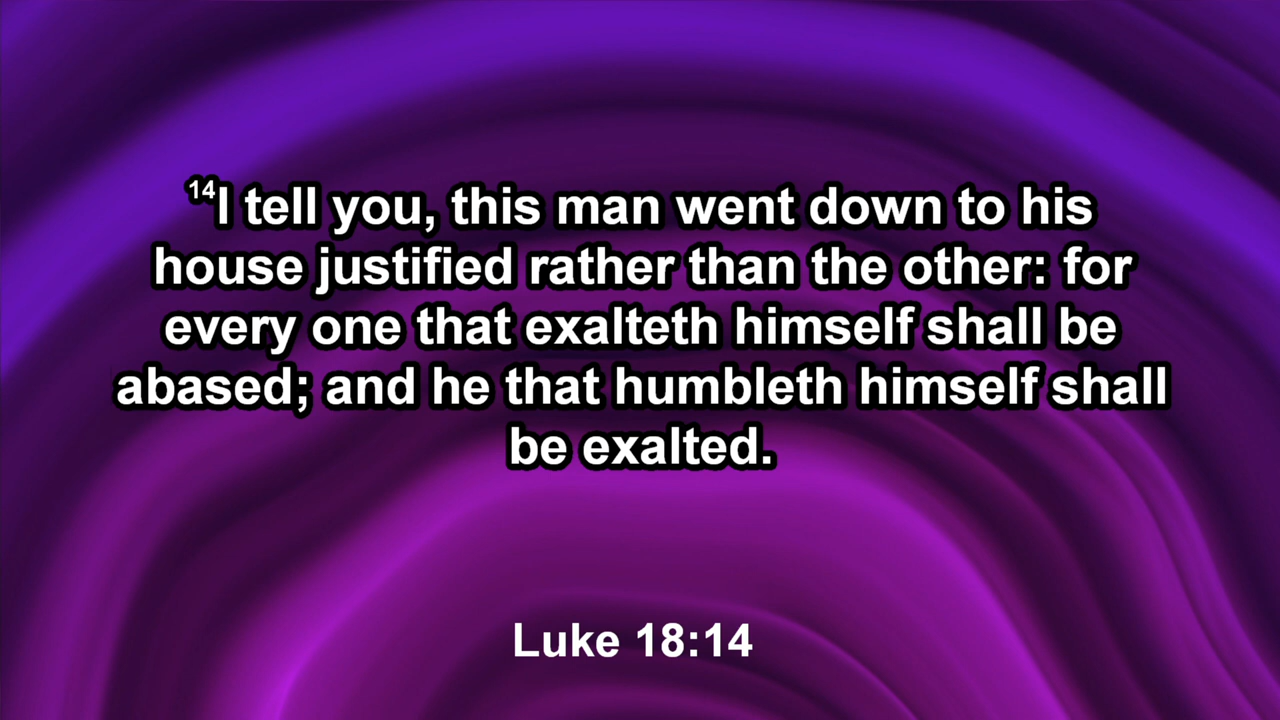 14I tell you, this man went down to his
house justified rather than the other: for
every one that exalteth himself shall be
abased; and he that humbleth himself shall
be exalted.
Luke 18:14